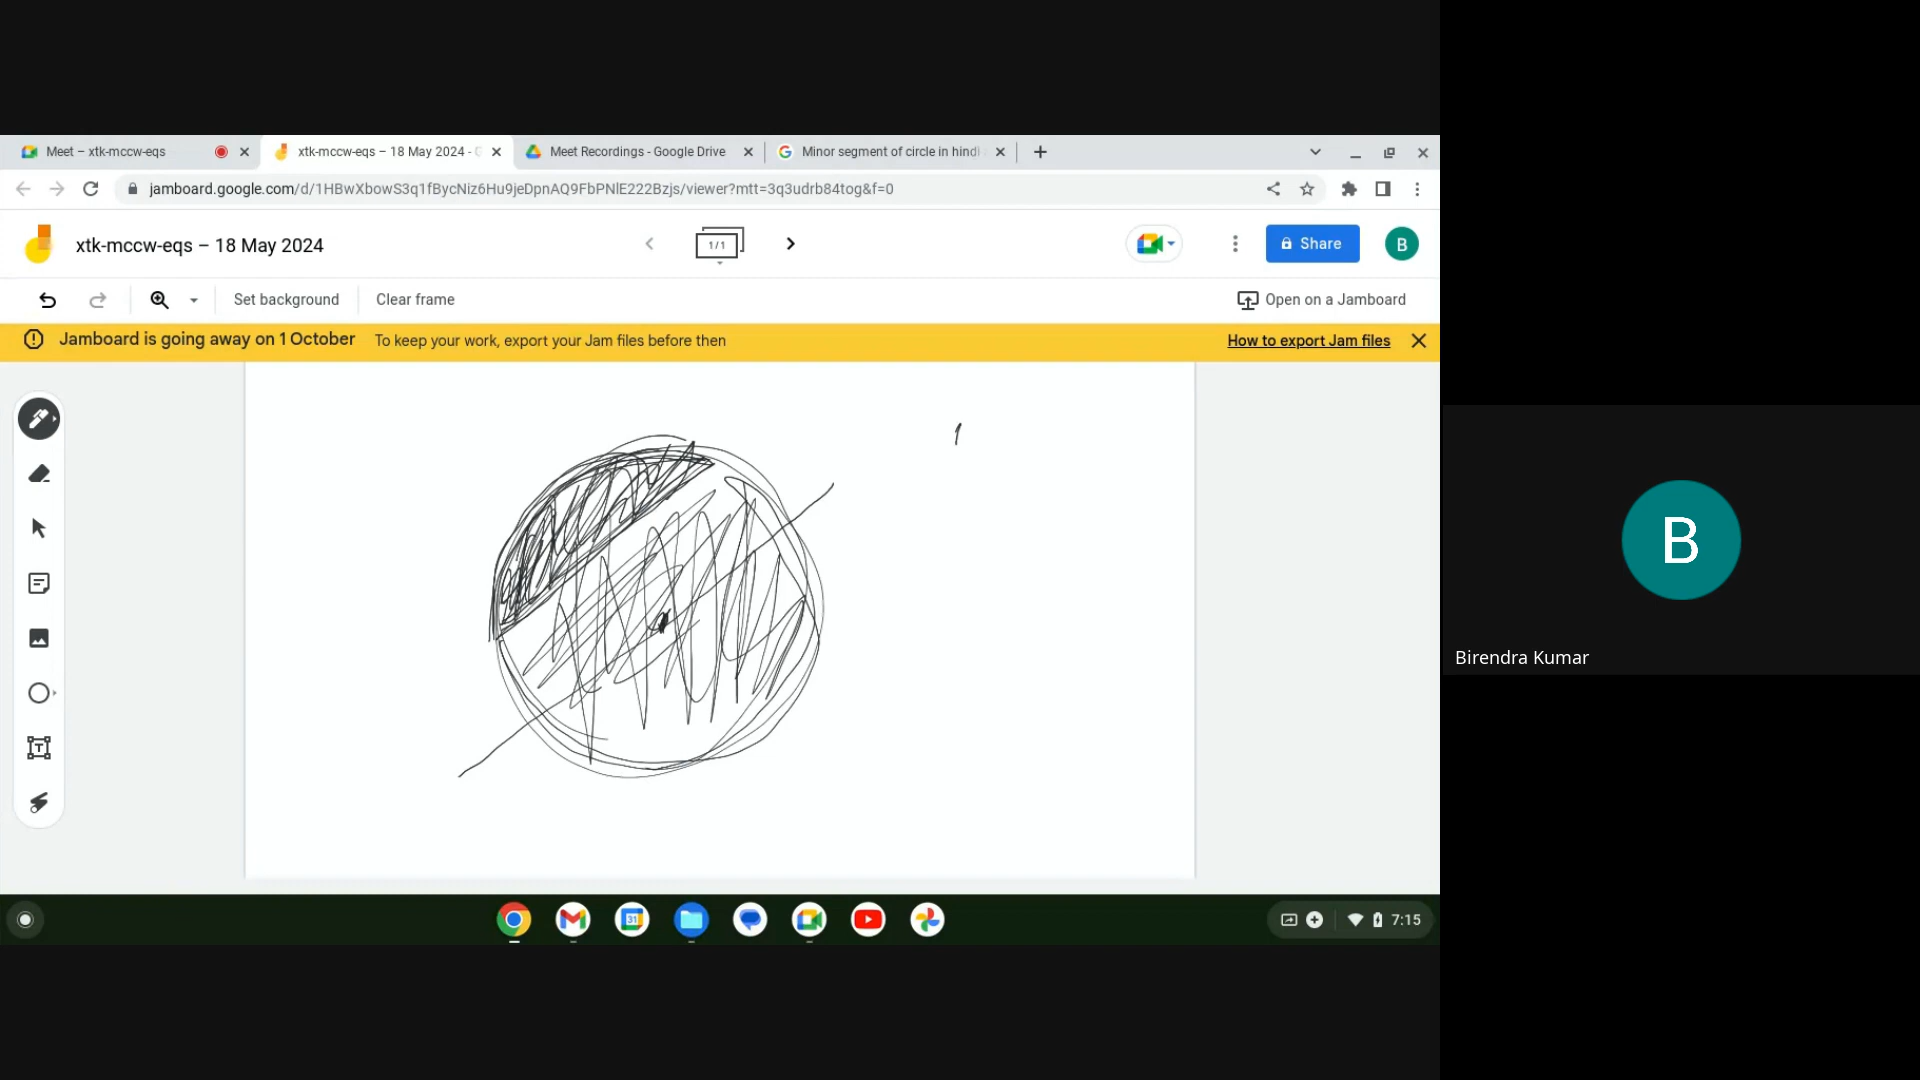 Meet – xtk-mccw-eqs
xtk-mccw-eqs – 18 May 2024 - G
Meet Recordings - Google Drive
Minor segment of circle in hindi
jamboard.google.com/d/1HBwXbowS3q1fBycNiz6Hu9jeDpnAQ9FbPNlE222Bzjs/viewer?mtt=3q3udrb84tog&f=0
xtk-mccw-eqs – 18 May 2024
1/1
Share
B
Set background
Clear frame
Open on a Jamboard
Jamboard is going away on 1 October
To keep your work, export your Jam files before then
How to export Jam files
B
Birendra Kumar
31
7:15